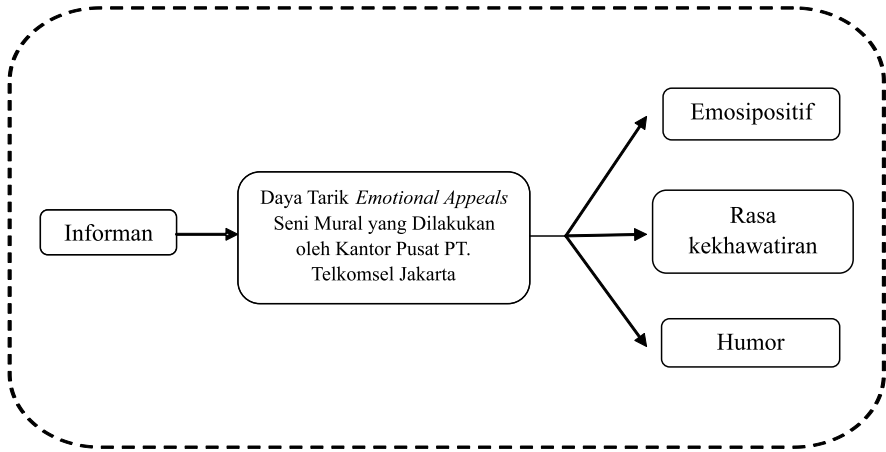 Informan
Daya Tarik Emotional Appeals
Seni Mural yang Dilakukan
oleh Kantor Pusat PT.
Telkomsel Jakarta
Emosipositif
Rasa
kekhawatiran
Humor